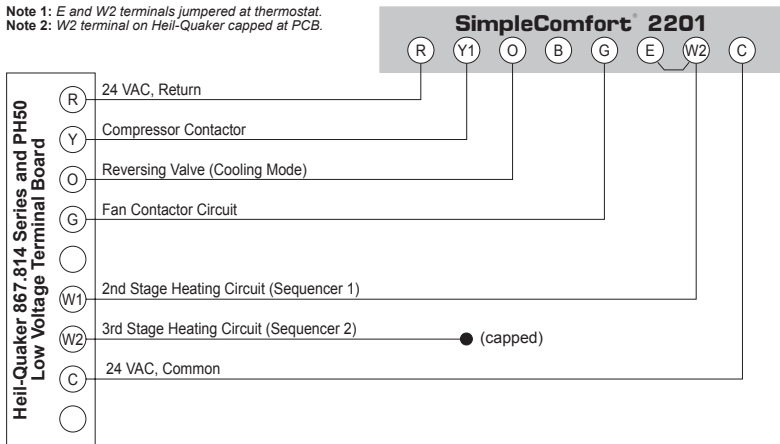 Note 1: E and W2 terminals jumpered at thermostat.
Note 2: W2 terminal on Heil-Quaker capped at PCB.
SimpleComfort® 2201
R Y1 O B G E W2 C
Heil-Quaker 867.814 Series and PH50
Low Voltage Terminal Board
R 24 VAC, Return
Y Compressor Contactor
O Reversing Valve (Cooling Mode)
G Fan Contactor Circuit
W1 2nd Stage Heating Circuit (Sequencer 1)
W2 3rd Stage Heating Circuit (Sequencer 2) (capped)
C 24 VAC, Common